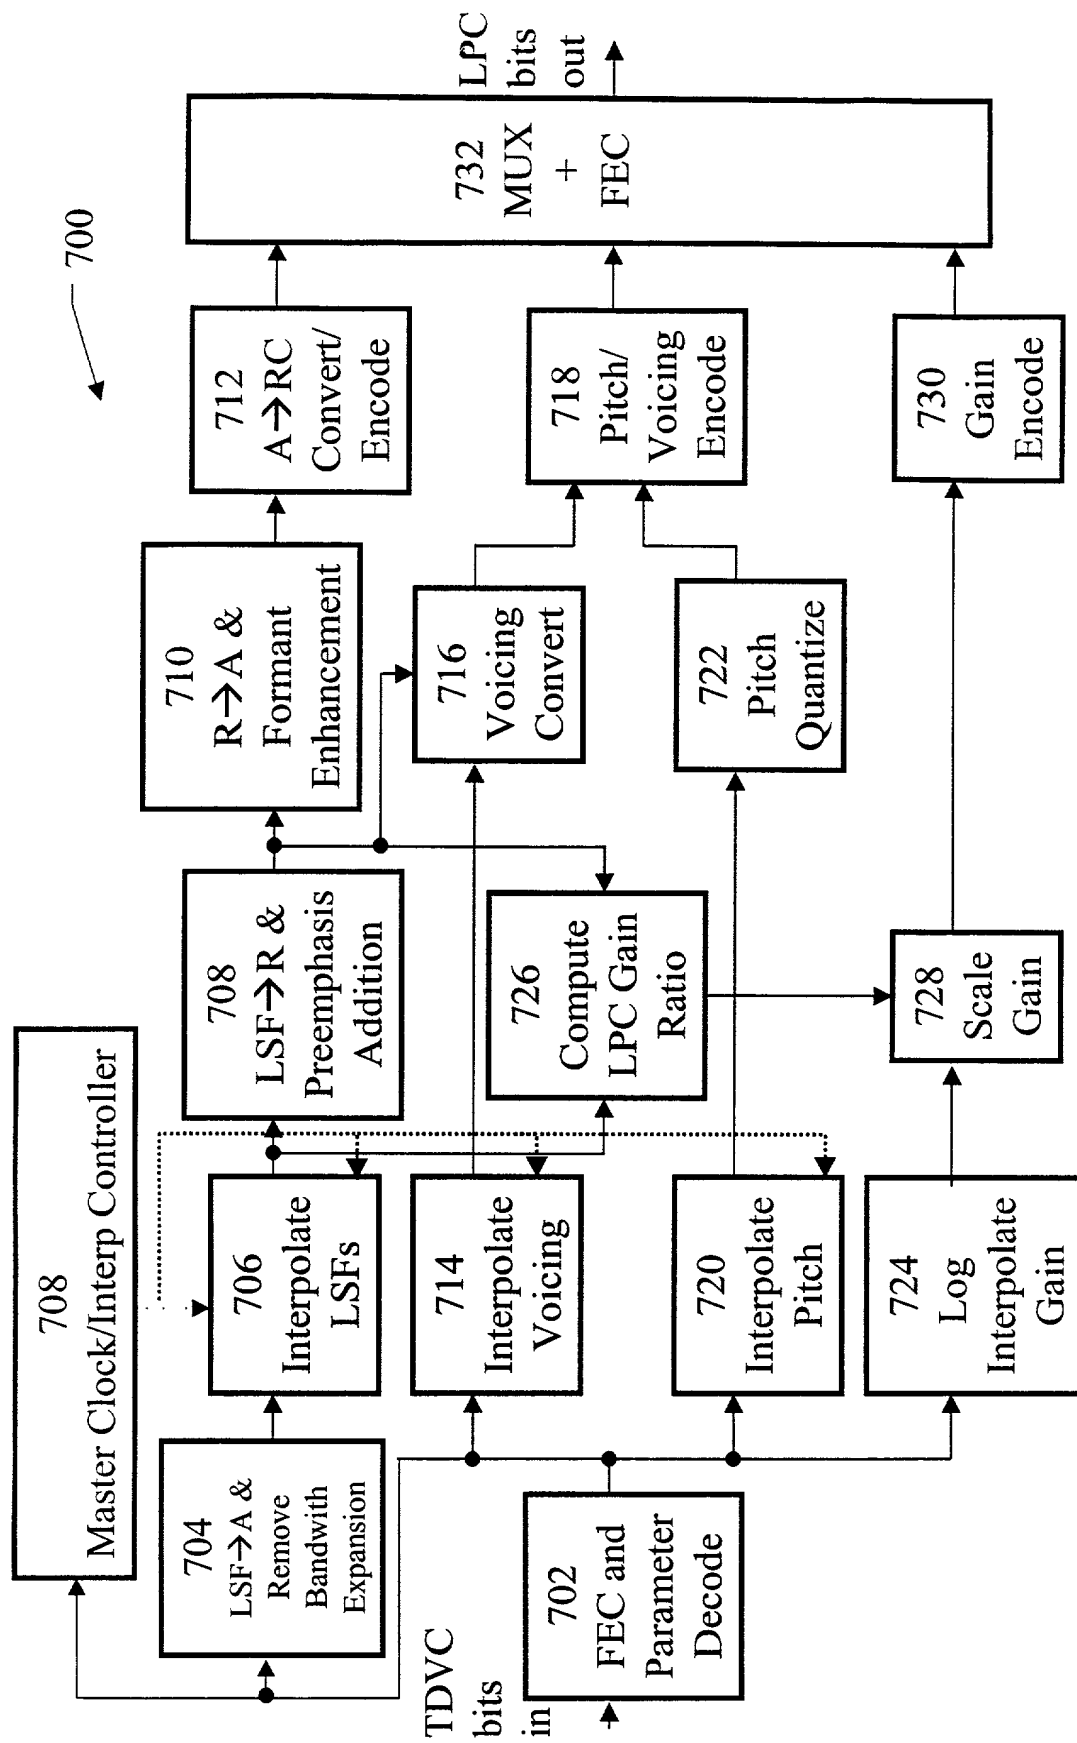 700
708
Master Clock/Interp Controller
704
LSF→A &
Remove
Bandwith
Expansion
706
Interpolate
LSFs
708
LSF→R &
Preemphasis
Addition
710
R→A &
Formant
Enhancement
712
A→RC
Convert/
Encode
714
Interpolate
Voicing
716
Voicing
Convert
718
Pitch/
Voicing
Encode
TDVC
bits
in
702
FEC and
Parameter
Decode
726
Compute
LPC Gain
Ratio
720
Interpolate
Pitch
722
Pitch
Quantize
724
Log
Interpolate
Gain
728
Scale
Gain
730
Gain
Encode
732
MUX
+
FEC
LPC
bits
out